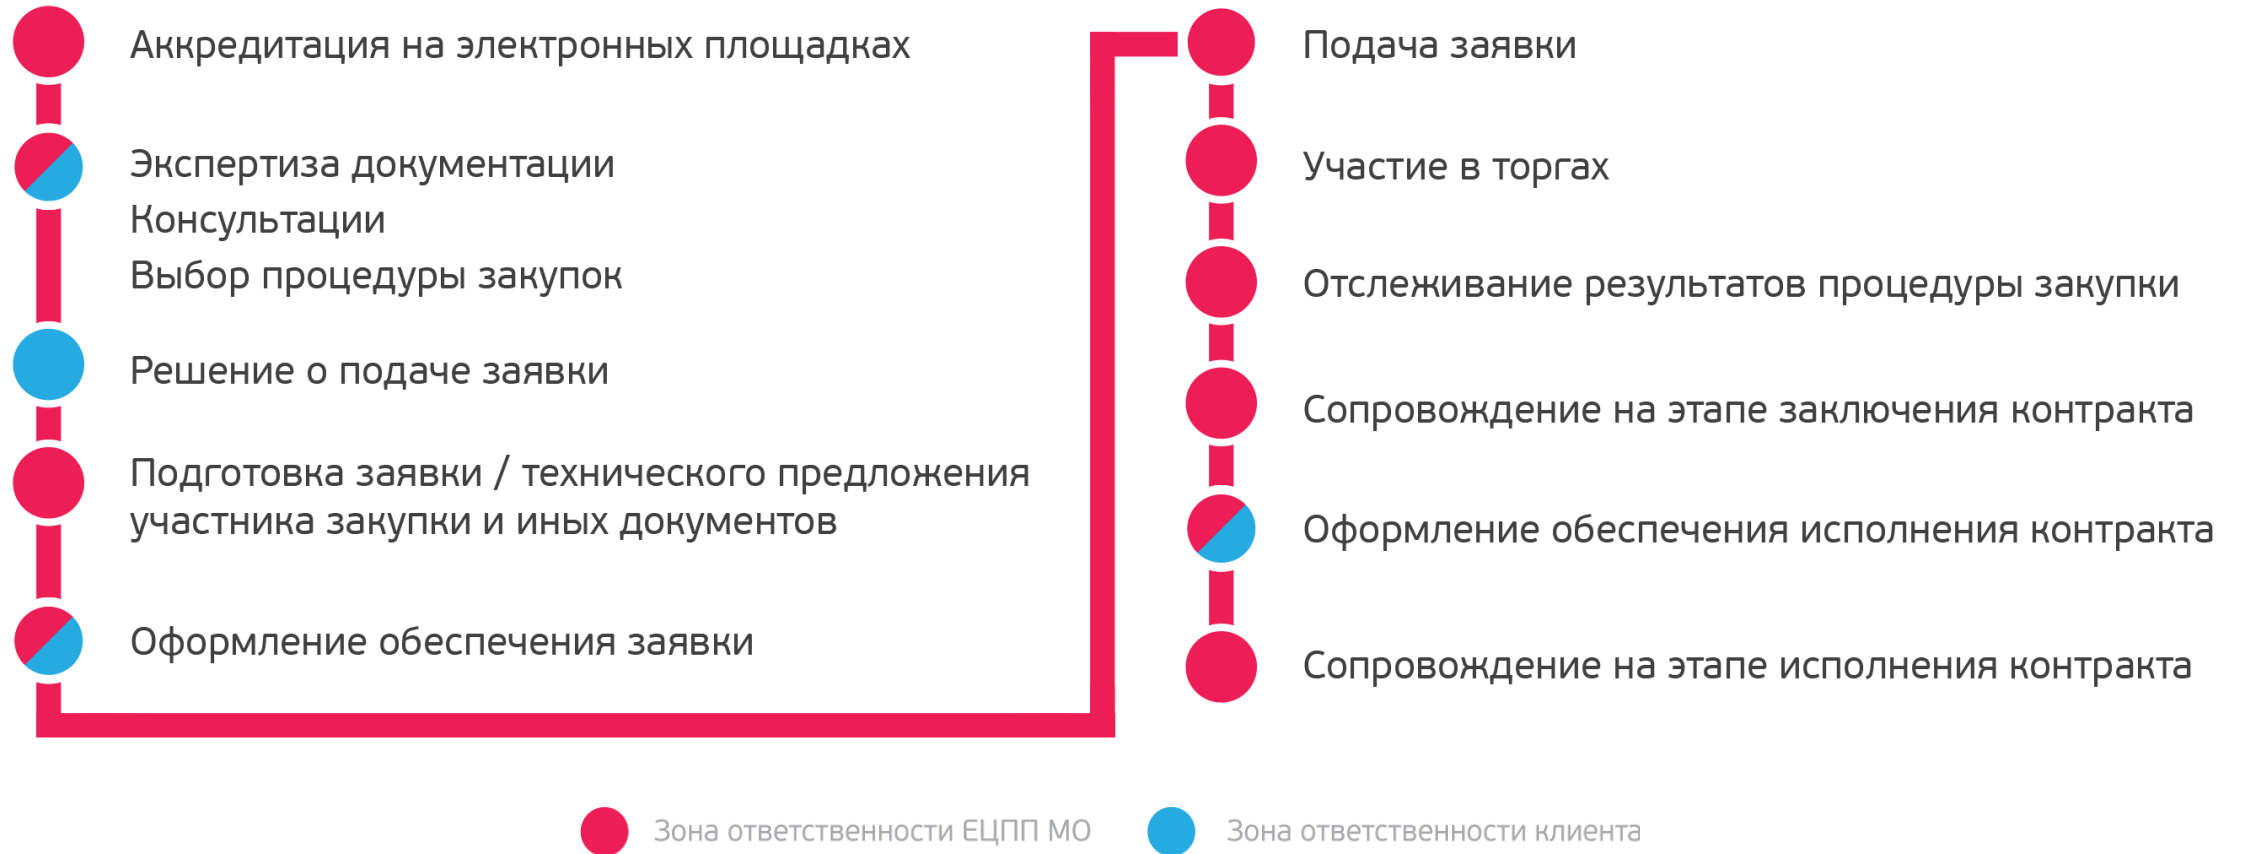 Аккредитация на электронных площадках
Экспертиза документации
Консультации
Выбор процедуры закупок
Решение о подаче заявки
Подготовка заявки / технического предложения
участника закупки и иных документов
Оформление обеспечения заявки
Подача заявки
Участие в торгах
Отслеживание результатов процедуры закупки
Сопровождение на этапе заключения контракта
Оформление обеспечения исполнения контракта
Сопровождение на этапе исполнения контракта
Зона ответственности ЕЦПП МО
Зона ответственности клиента